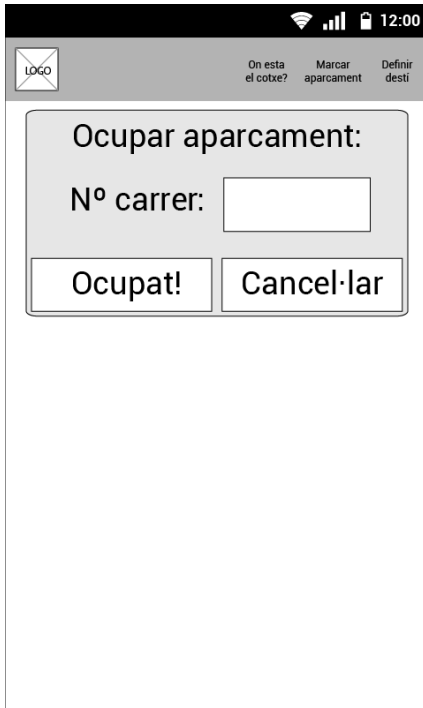 12:00
LOGO
On esta
el cotxe?
Marcar
aparcament
Definir
destí
Ocupar aparcament:
Nº carrer:
Ocupat!
Cancel·lar